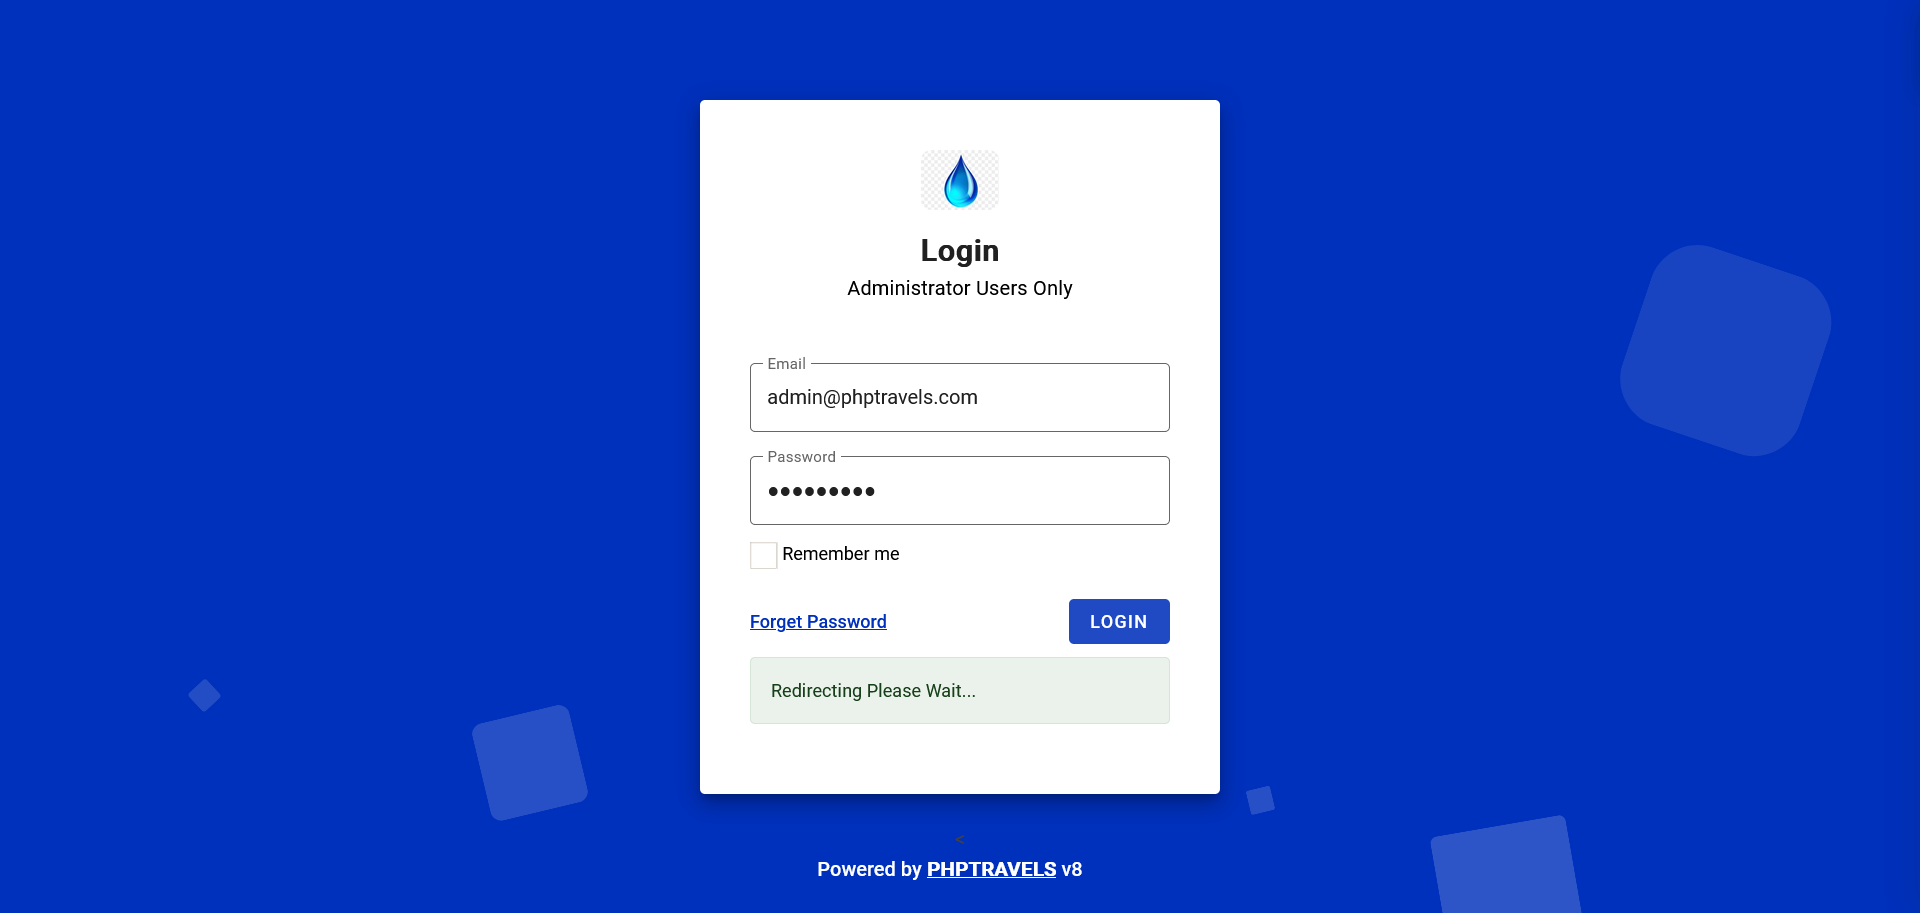 Login
Administrator Users Only
Email
admin@phptravels.com
Password
●●●●●●●●●
Remember me
Forget Password
LOGIN
Redirecting Please Wait...
<
Powered by PHPTRAVELS v8